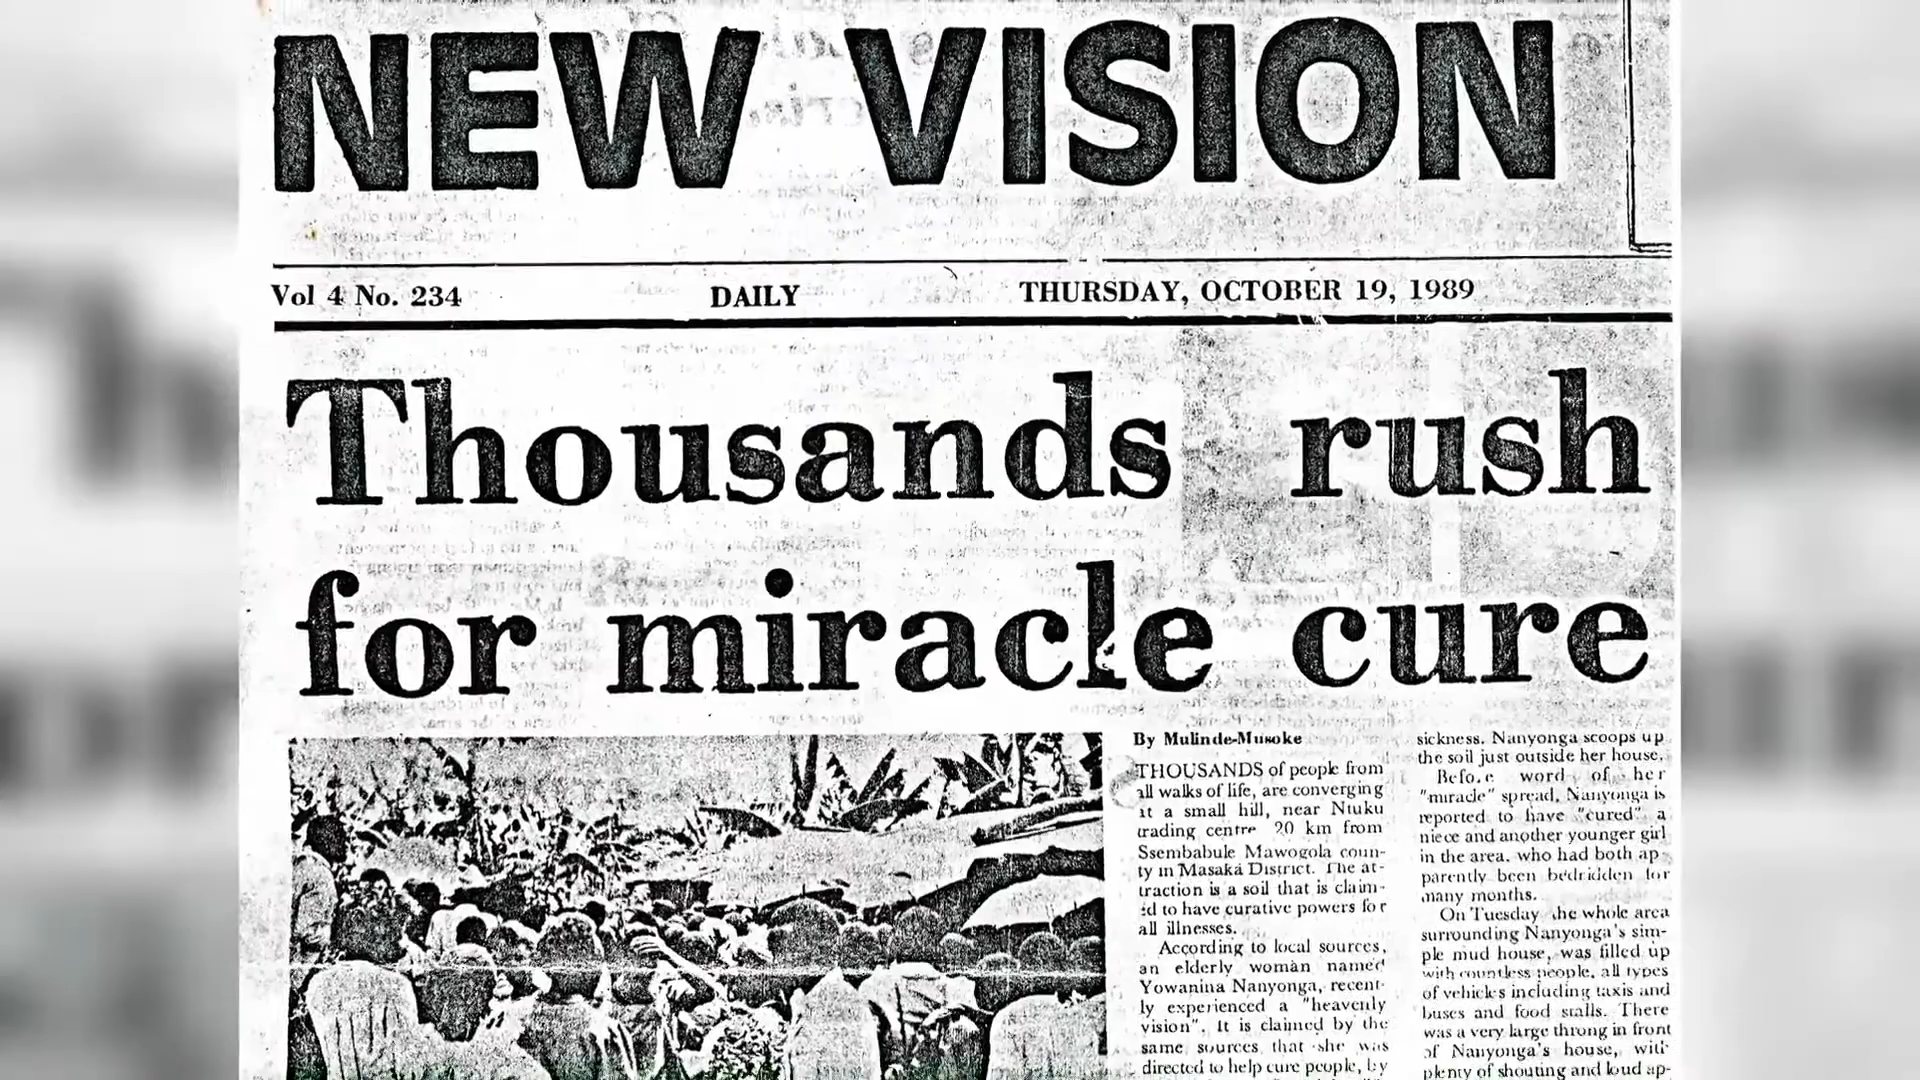 NEW VISION
Vol 4 No. 234 DAILY THURSDAY, OCTOBER 19, 1989
Thousands rush
for miracle cure
By Mulinde-Musoke
THOUSANDS of people from
all walks of life, are converging
at a small hill, near Ntuku
trading centre 20 km from
Ssembabule Mawogola coun-
ty in Masaka District. The at-
traction is a soil that is claim-
ed to have curative powers for
all illnesses.
According to local sources,
an elderly woman named
Yowanina Nanyonga, recent-
ly experienced a "heavenly
vision". It is claimed by the
same sources that she was
directed to help cure people, by
sickness. Nanyonga scoops up
the soil just outside her house.
Before word of her
"miracle" spread, Nanyonga is
reported to have "cured" a
niece and another younger girl
in the area, who had both ap-
parently been bedridden for
many months.
On Tuesday the whole area
surrounding Nanyonga's sim-
ple mud house, was filled up
with countless people, all types
of vehicles including taxis and
buses and food stalls. There
was a very large throng in front
of Nanyonga's house, with
plenty of shouting and loud ap-